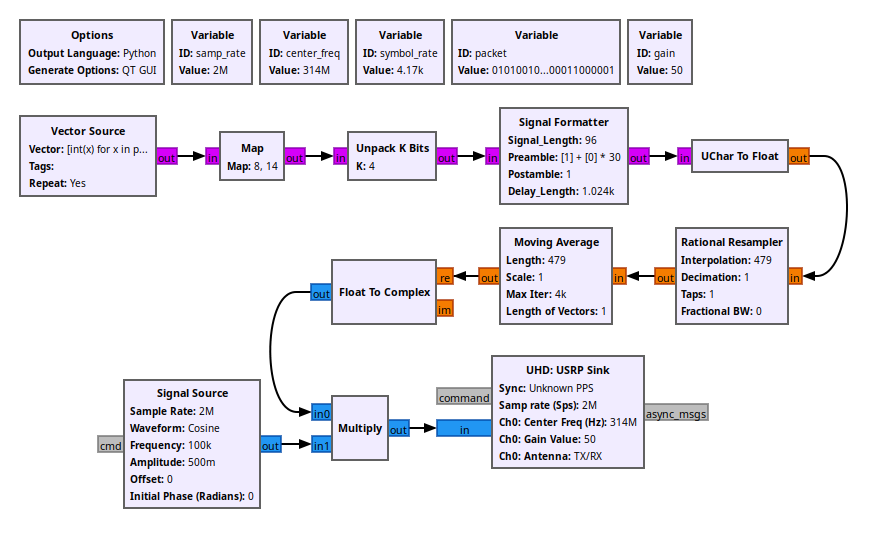 Options
Output Language: Python
Generate Options: QT GUI
Variable
ID: samp_rate
Value: 2M
Variable
ID: center_freq
Value: 314M
Variable
ID: symbol_rate
Value: 4.17k
Variable
ID: packet
Value: 01010010...00011000001
Variable
ID: gain
Value: 50
Vector Source
Vector: [int(x) for x in p...
Tags:
Repeat: Yes
out
in
Map
Map: 8, 14
out
in
Unpack K Bits
K: 4
out
in
Signal Formatter
Signal_Length: 96
Preamble: [1] + [0] * 30
Postamble: 1
Delay_Length: 1.024k
out
in
UChar To Float
out
Rational Resampler
Interpolation: 479
Decimation: 1
Taps: 1
Fractional BW: 0
in
out
Moving Average
Length: 479
Scale: 1
Max Iter: 4k
Length of Vectors: 1
in
out
Float To Complex
re
im
out
Signal Source
Sample Rate: 2M
Waveform: Cosine
Frequency: 100k
Amplitude: 500m
Offset: 0
Initial Phase (Radians): 0
cmd
out
in0
in1
Multiply
out
command
in
UHD: USRP Sink
Sync: Unknown PPS
Samp rate (Sps): 2M
Ch0: Center Freq (Hz): 314M
Ch0: Gain Value: 50
Ch0: Antenna: TX/RX
async_msgs